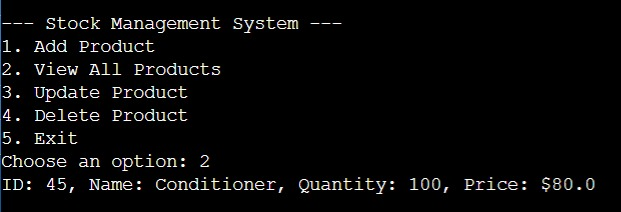 --- Stock Management System ---
1. Add Product
2. View All Products
3. Update Product
4. Delete Product
5. Exit
Choose an option: 2
ID: 45, Name: Conditioner, Quantity: 100, Price: $80.0